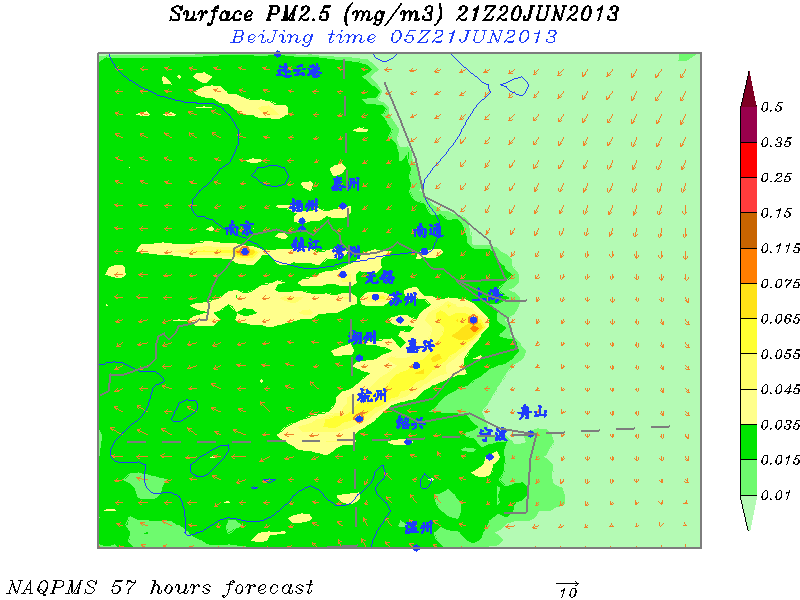 Surface PM2.5 (mg/m3) 21Z20JUN2013
BeiJing time 05Z21JUN2013
连云港
泰州
扬州
南京
南通
镇江
常州
无锡
苏州
上海
湖州
嘉兴
杭州
舟山
绍兴
宁波
温州
0.5
0.35
0.25
0.15
0.115
0.075
0.065
0.055
0.045
0.035
0.015
0.01
NAQPMS 57 hours forecast
10